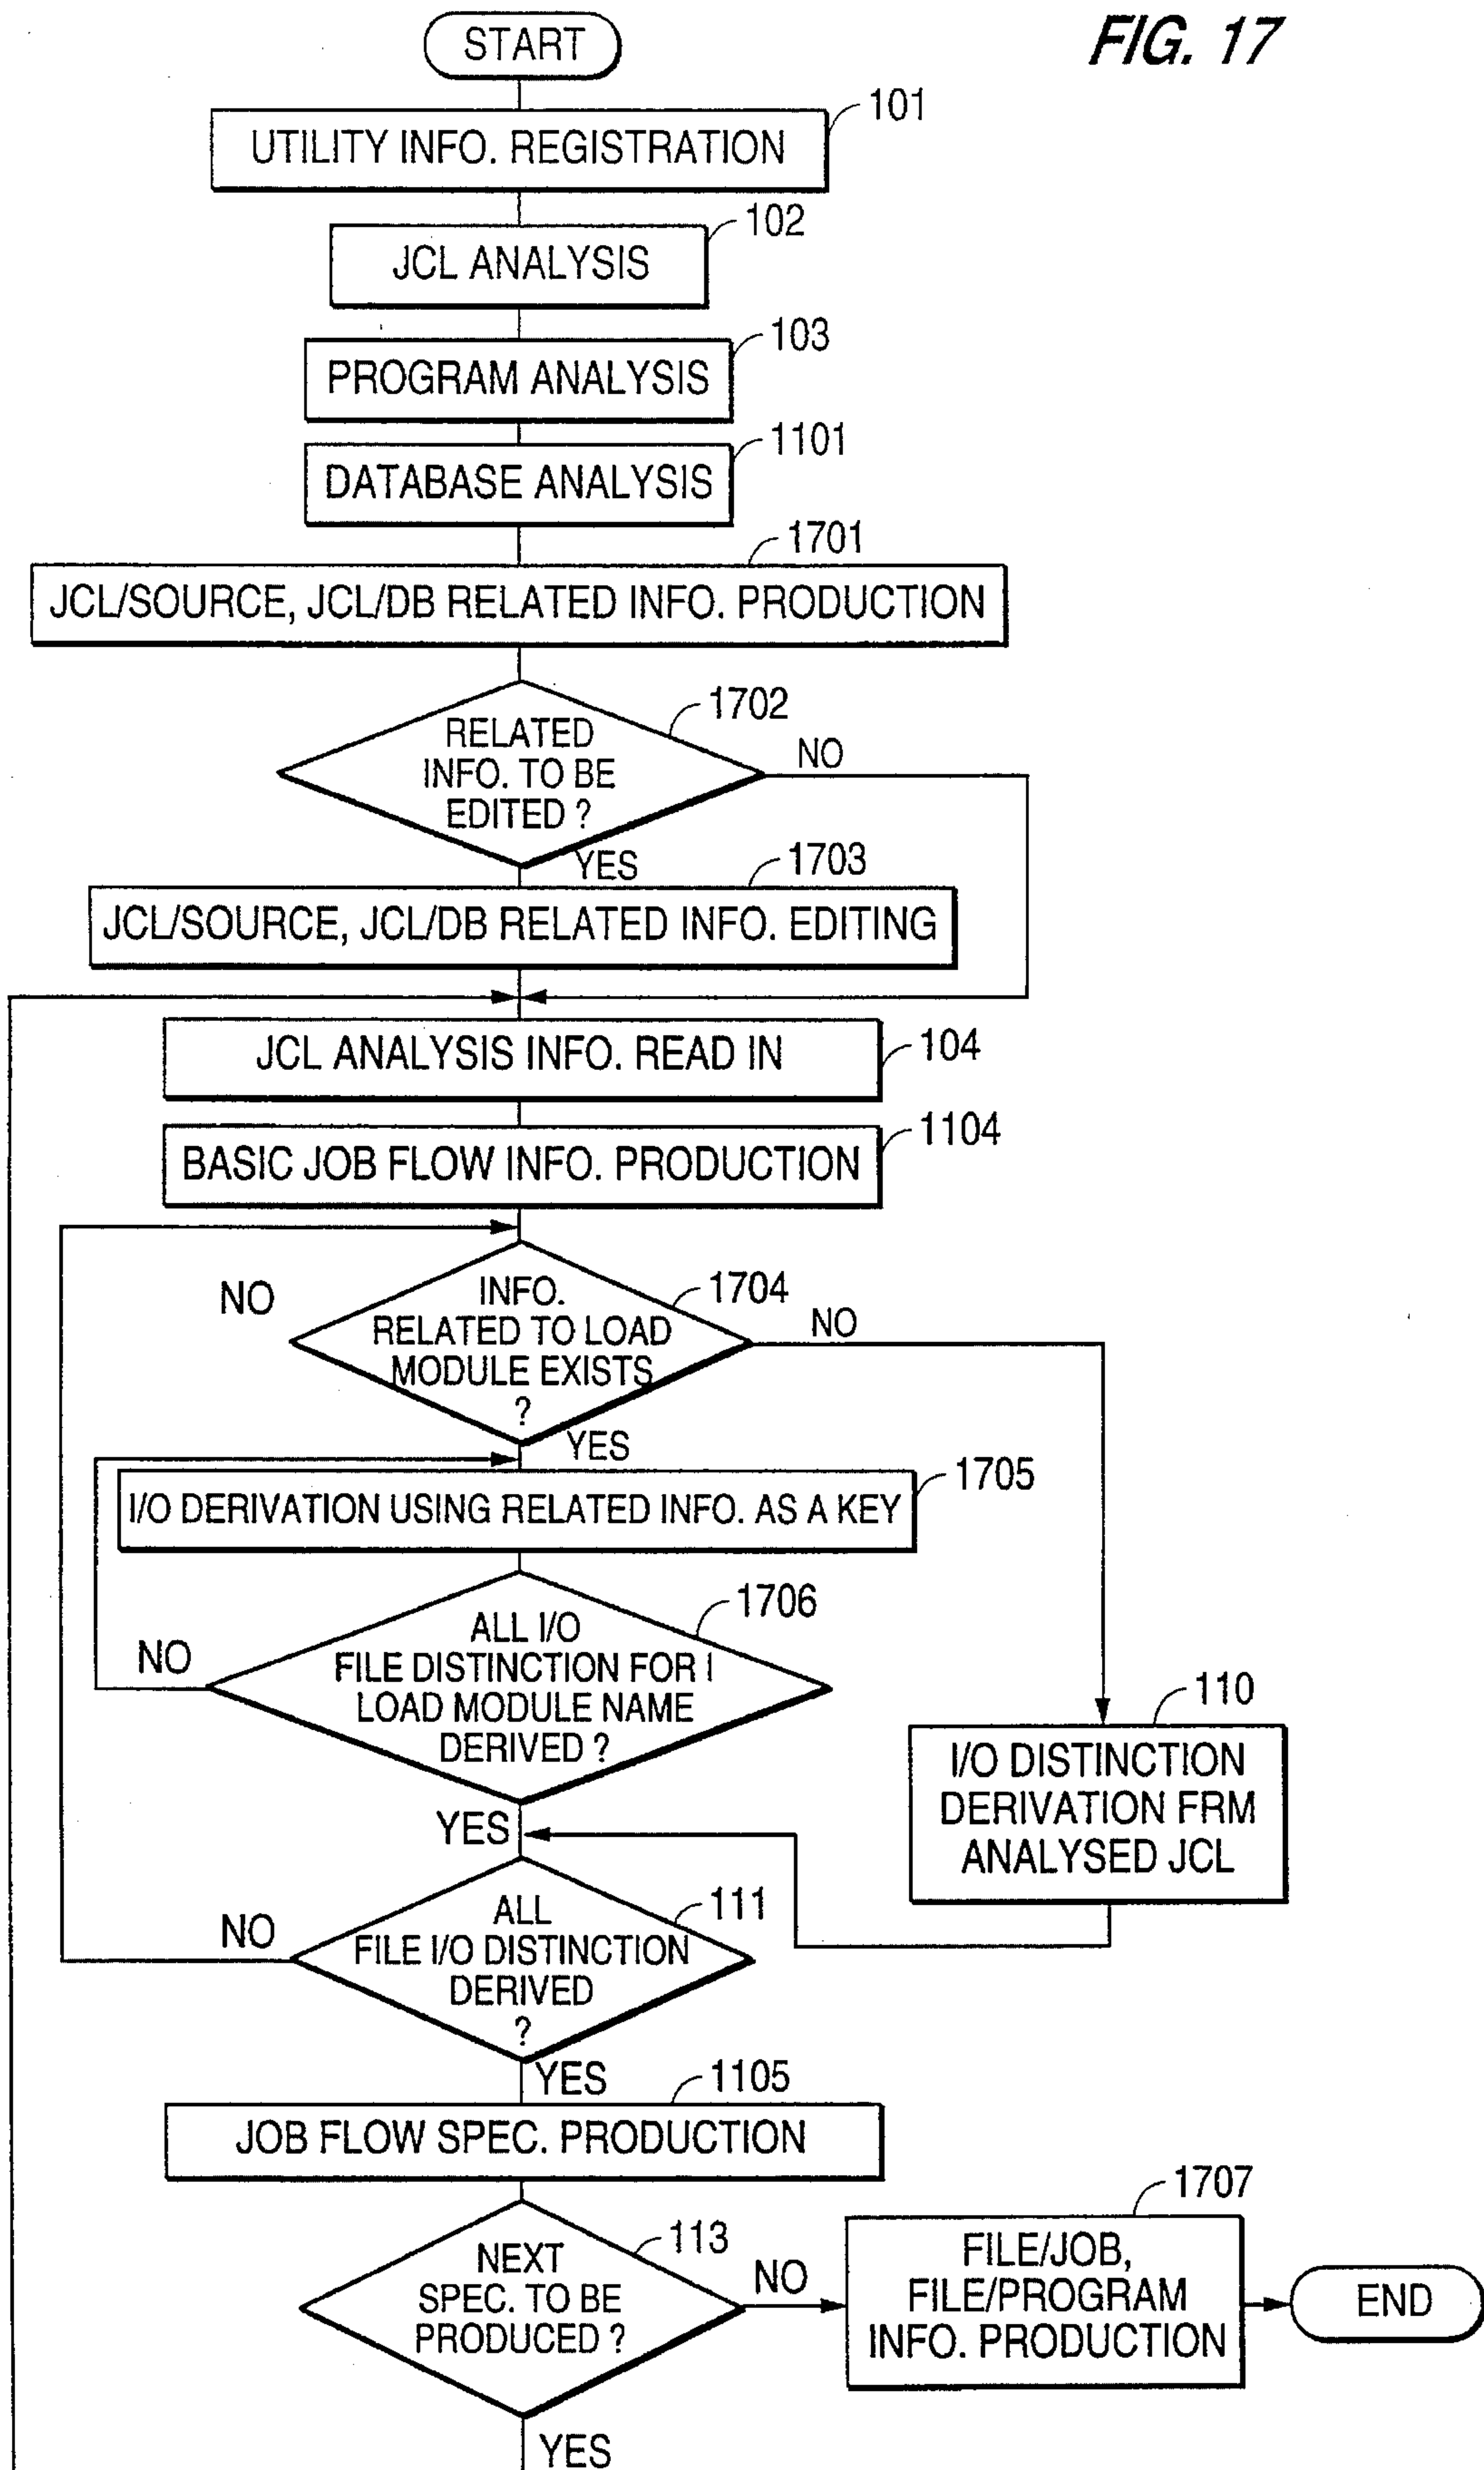 FIG. 17
START
101
UTILITY INFO. REGISTRATION
102
JCL ANALYSIS
103
PROGRAM ANALYSIS
1101
DATABASE ANALYSIS
1701
JCL/SOURCE, JCL/DB RELATED INFO. PRODUCTION
1702
RELATED
INFO. TO BE
EDITED ?
NO
YES
1703
JCL/SOURCE, JCL/DB RELATED INFO. EDITING
JCL ANALYSIS INFO. READ IN
104
BASIC JOB FLOW INFO. PRODUCTION
1104
NO
INFO.
RELATED TO LOAD
MODULE EXISTS
?
1704
NO
YES
I/O DERIVATION USING RELATED INFO. AS A KEY
1705
1706
ALL I/O
FILE DISTINCTION FOR I
LOAD MODULE NAME
DERIVED ?
NO
YES
110
I/O DISTINCTION
DERIVATION FRM
ANALYSED JCL
111
ALL
FILE I/O DISTINCTION
DERIVED
?
NO
YES
1105
JOB FLOW SPEC. PRODUCTION
113
NEXT
SPEC. TO BE
PRODUCED ?
NO
1707
FILE/JOB,
FILE/PROGRAM
INFO. PRODUCTION
END
YES